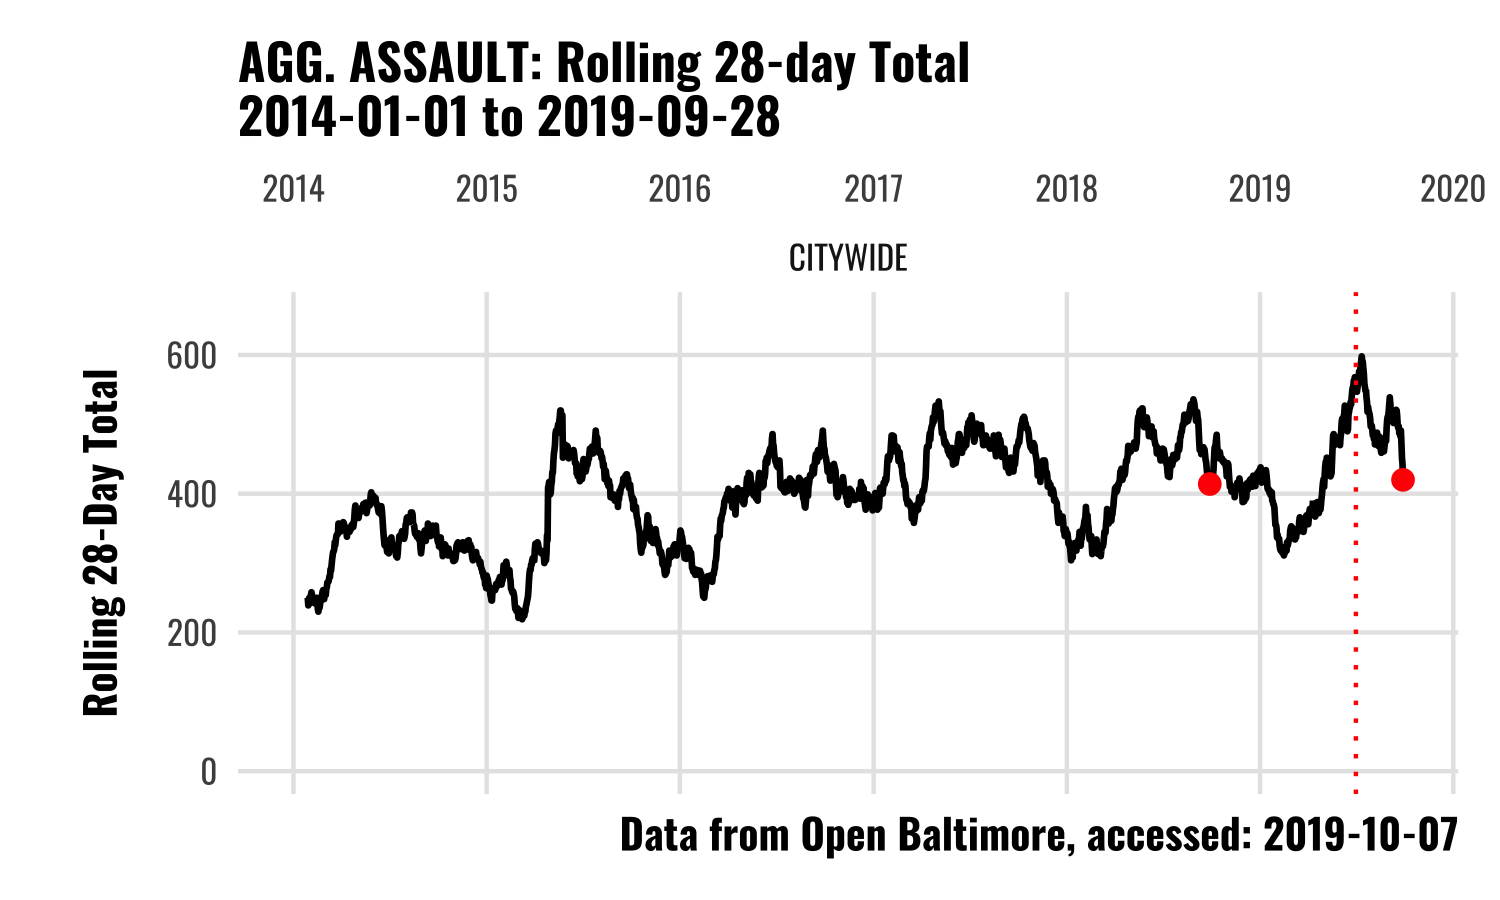 AGG. ASSAULT: Rolling 28-day Total
2014-01-01 to 2019-09-28
2014 2015 2016 2017 2018 2019 2020
CITYWIDE
Rolling 28-Day Total
600
400
200
0
Data from Open Baltimore, accessed: 2019-10-07